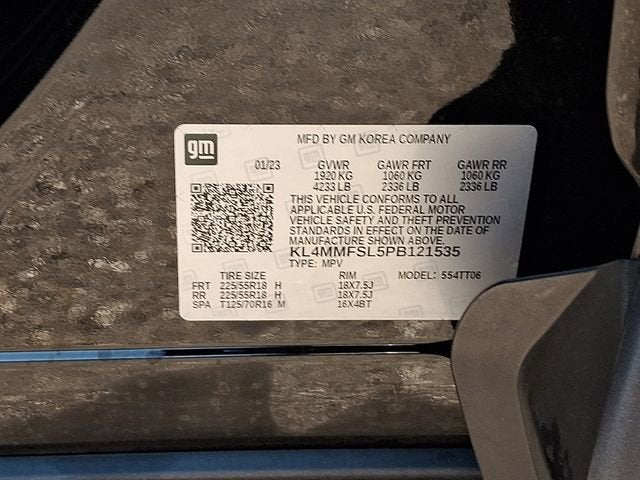 gm
MFD BY GM KOREA COMPANY
01/23 GVWR GAWR FRT GAWR RR
1920 KG 1060 KG 1060 KG
4233 LB 2336 LB 2336 LB
THIS VEHICLE CONFORMS TO ALL
APPLICABLE U.S. FEDERAL MOTOR
VEHICLE SAFETY AND THEFT PREVENTION
STANDARDS IN EFFECT ON THE DATE OF
MANUFACTURE SHOWN ABOVE.
KL4MMFSL5PB121535
TYPE: MPV
TIRE SIZE RIM MODEL: 554TT06
FRT 225/55R18 H 18X7.5J
RR 225/55R18 H 18X7.5J
SPA T125/70R16 M 16X4BT